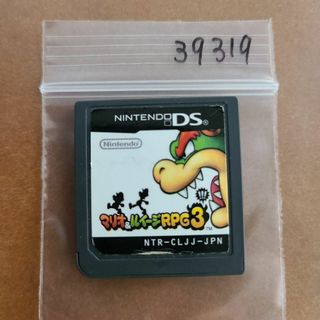 39319
NINTENDO DS
Nintendo
マリオ&ルイージRPG3!!!
NTR-CLJJ-JPN